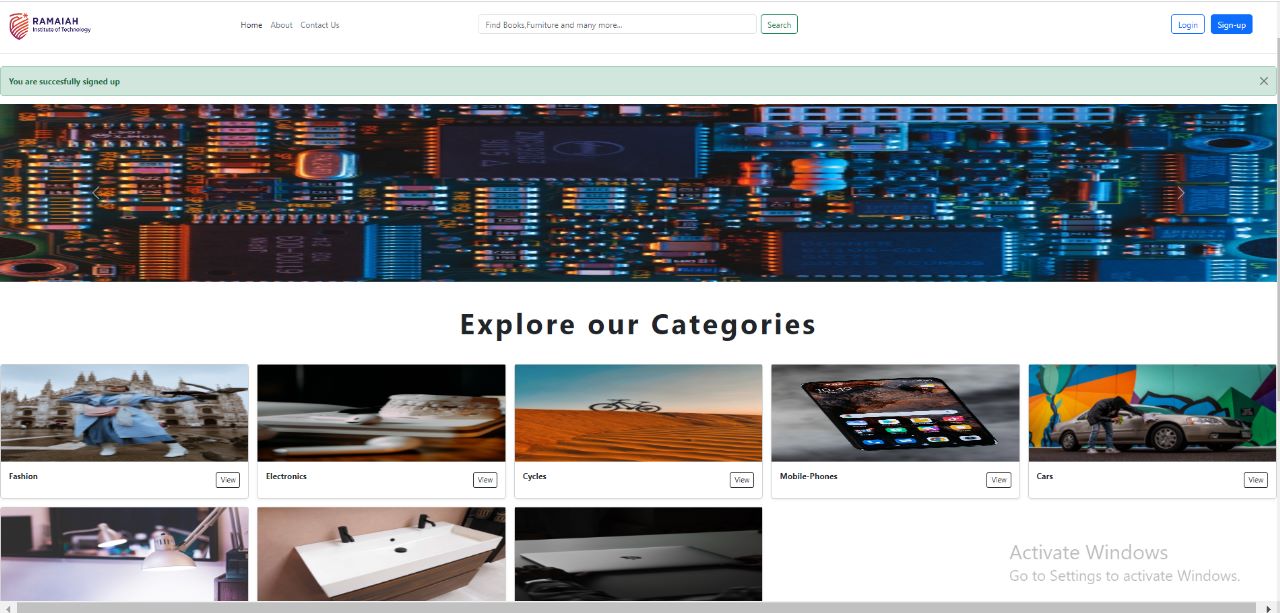 RAMAIAH
Institute of Technology
Home About Contact Us
Find Books,Furniture and many more...
Search
Login
Sign-up
You are succesfully signed up
Explore our Categories
Fashion
View
Electronics
View
Cycles
View
Mobile-Phones
View
Cars
View
Activate Windows
Go to Settings to activate Windows.